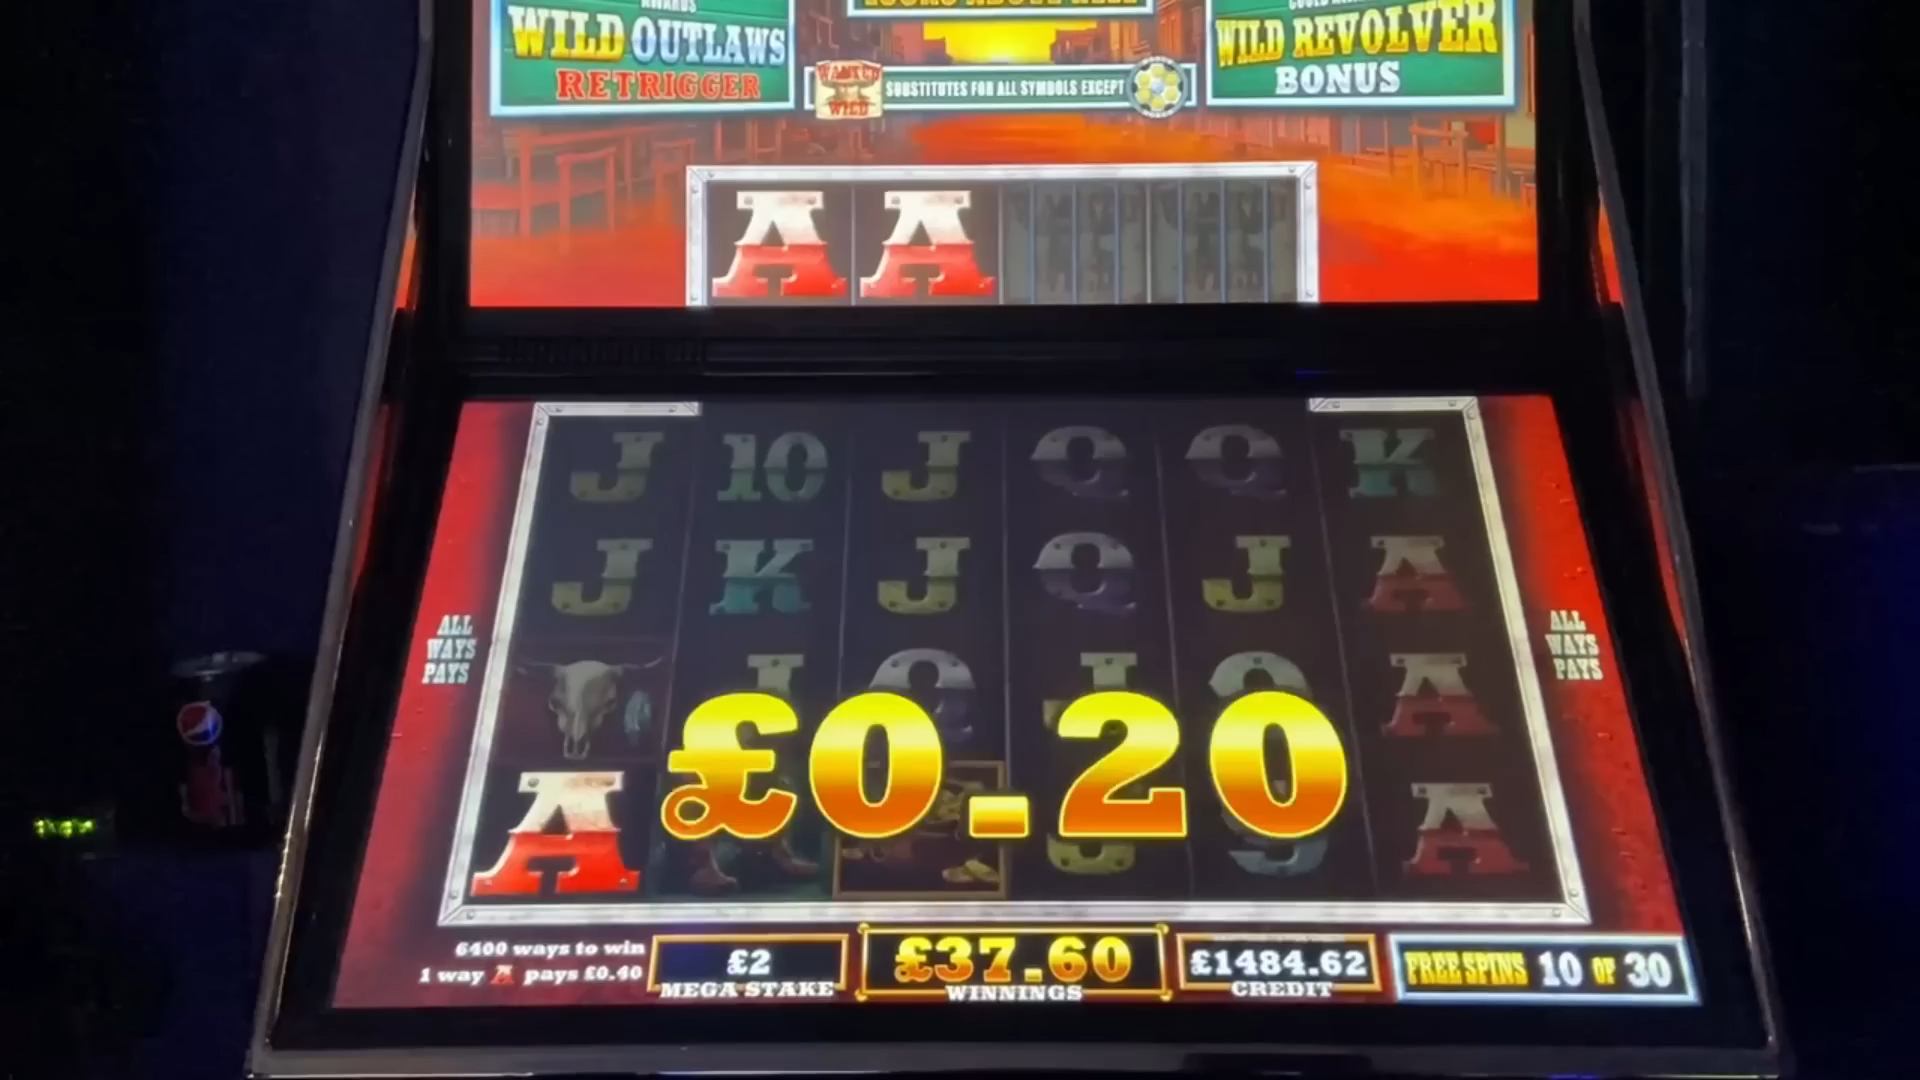 AWARDS
WILD OUTLAWS
RETRIGGER
WILD REVOLVER
BONUS
WANTED
WILD
SUBSTITUTES FOR ALL SYMBOLS EXCEPT
A A
J 10 J Q Q K
J K J Q J A
J Q J A
ALL
WAYS
PAYS
ALL
WAYS
PAYS
£0.20
A A
6400 ways to win
1 way A pays £0.40
£2
MEGA STAKE
£37.60
WINNINGS
£1484.62
CREDIT
FREE SPINS 10 OF 30